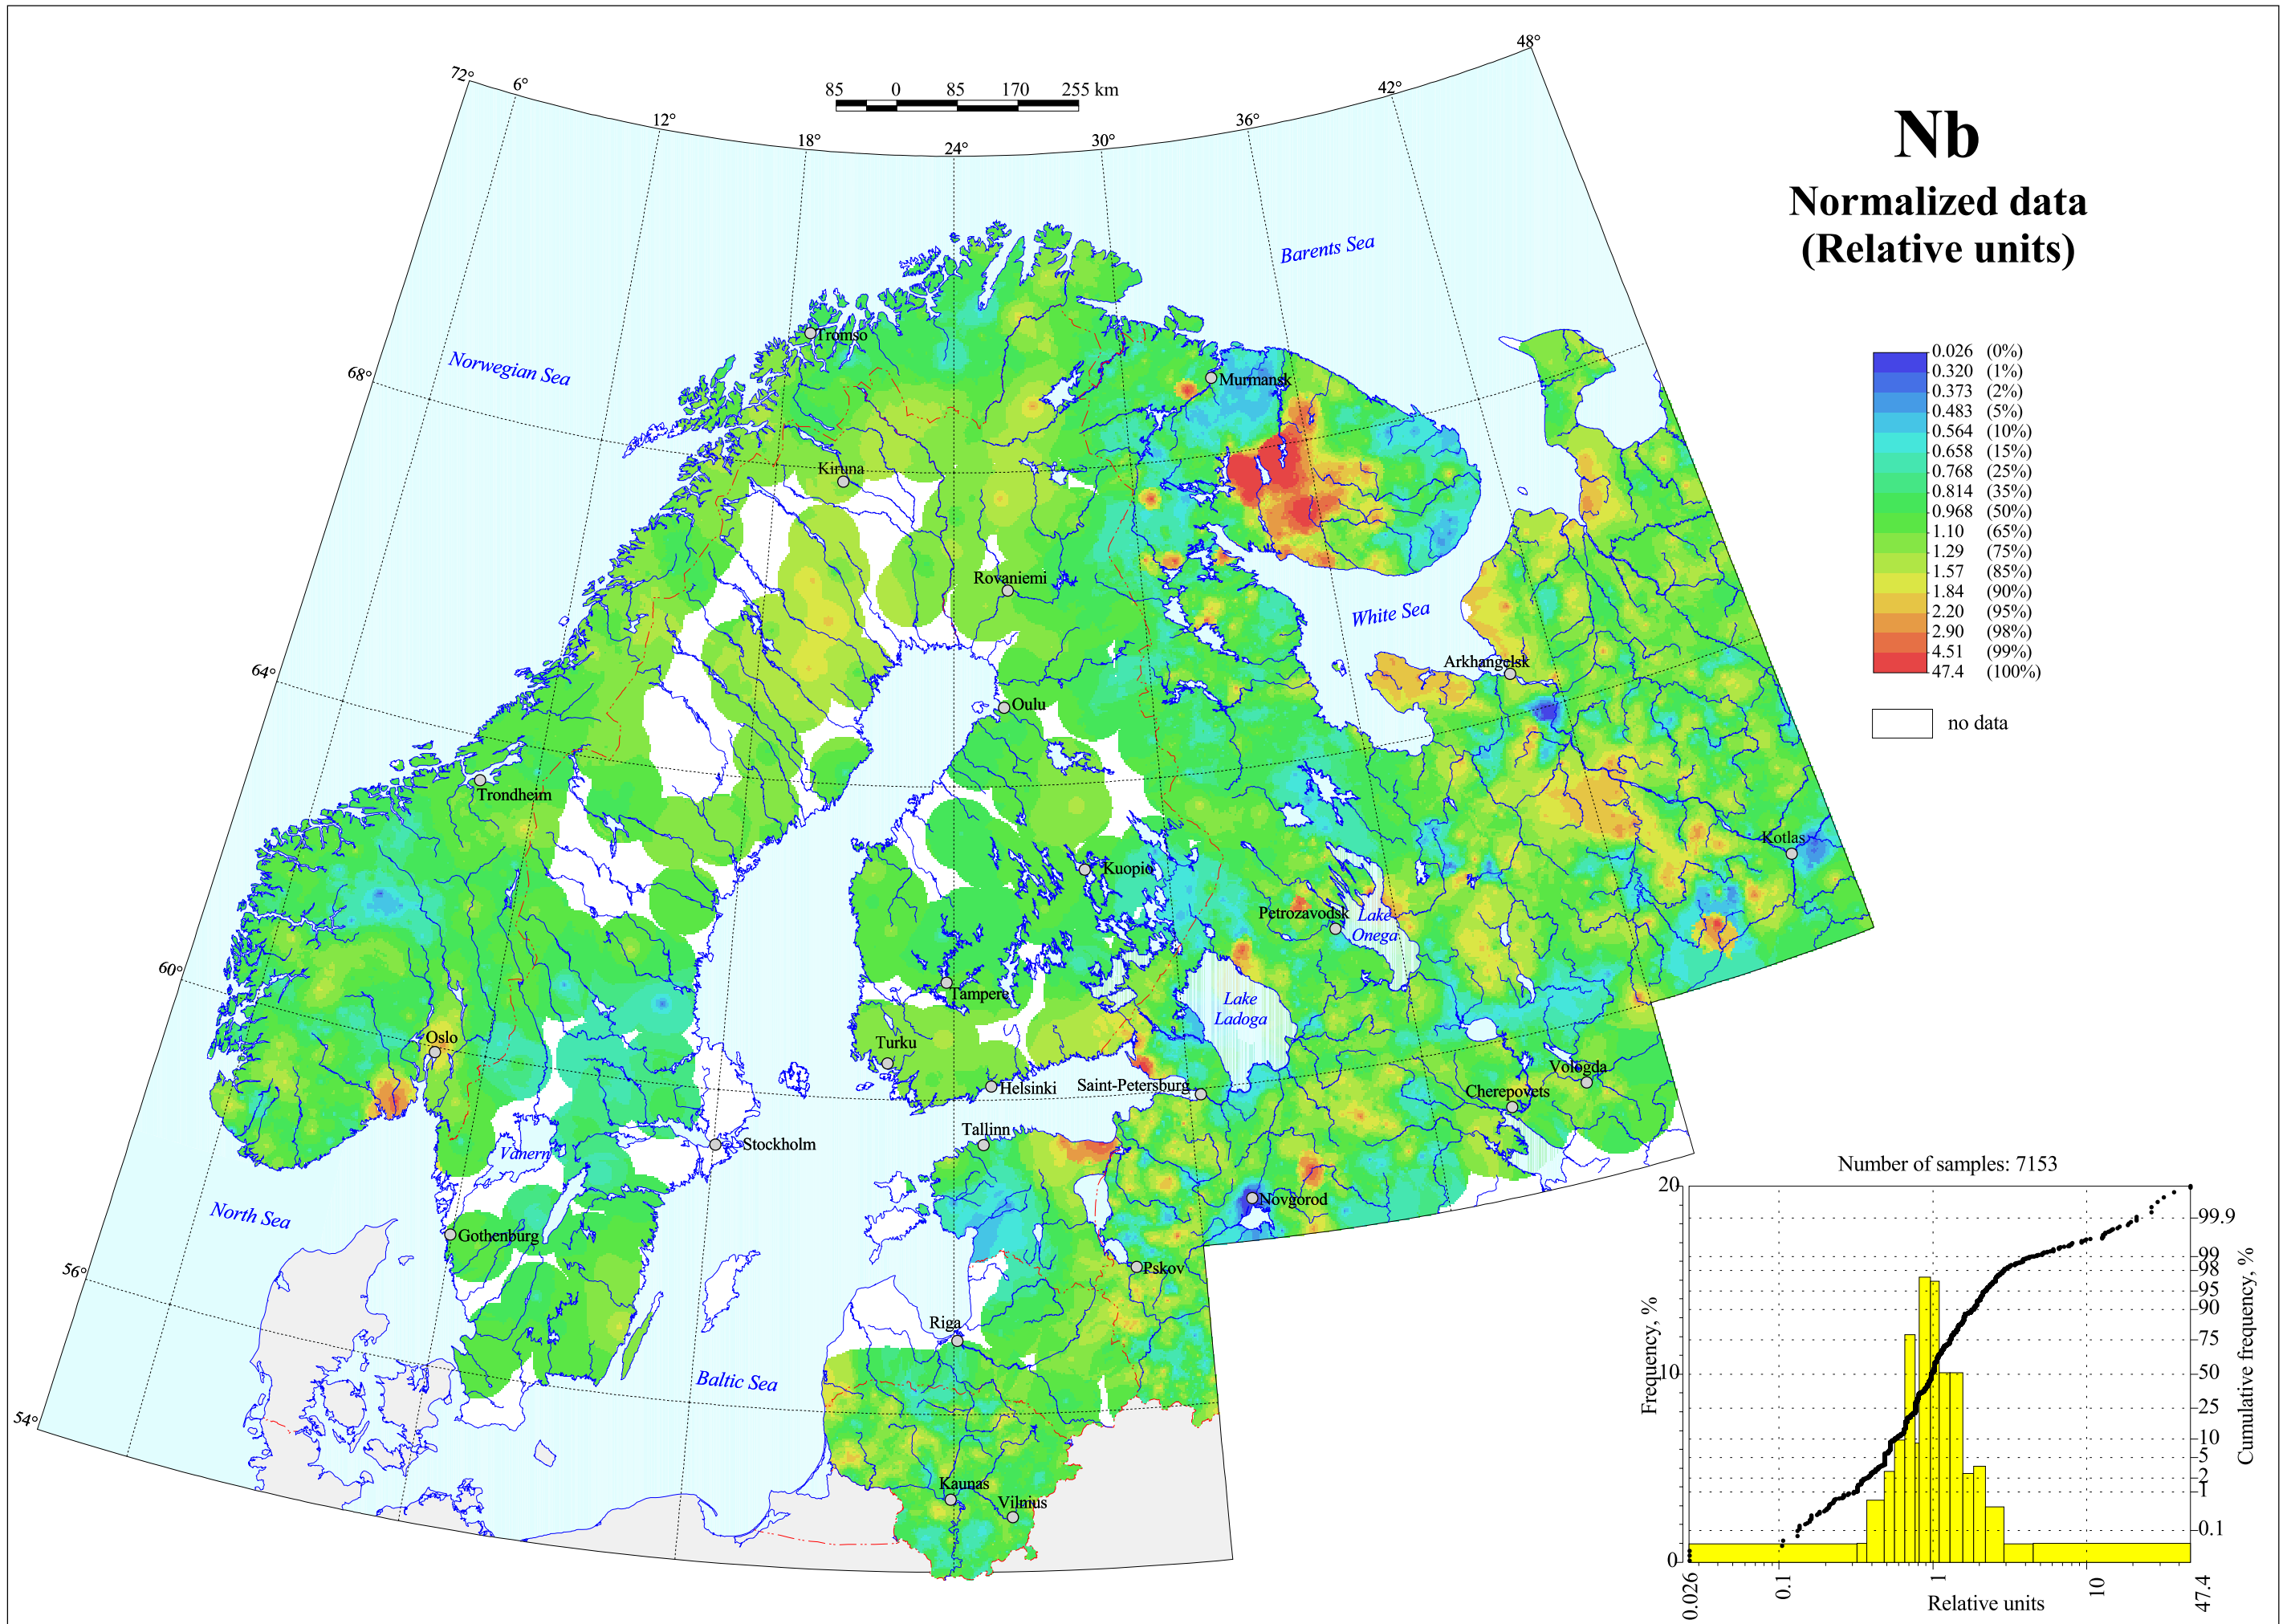 48°
72°
6°
42°
85 0 85 170 255 km
12°
36°
18°
30°
24°
Nb
Normalized data
(Relative units)
Barents Sea
Norwegian Sea
Tromso
68°
Murmansk
0.026 (0%)
0.320 (1%)
0.373 (2%)
0.483 (5%)
0.564 (10%)
0.658 (15%)
0.768 (25%)
0.814 (35%)
0.968 (50%)
1.10 (65%)
1.29 (75%)
1.57 (85%)
1.84 (90%)
2.20 (95%)
2.90 (98%)
4.51 (99%)
47.4 (100%)
no data
Kiruna
Rovaniemi
White Sea
64°
Arkhangelsk
Oulu
Trondheim
Kotlas
Kuopio
Petrozavodsk
Lake
Onega
60°
Tampere
Lake
Ladoga
Oslo
Turku
Vologda
Helsinki
Saint-Petersburg
Cherepovets
Tallinn
Stockholm
Vanern
Novgorod
North Sea
Gothenburg
56°
Pskov
Riga
Baltic Sea
54°
Kaunas
Vilnius
Number of samples: 7153
20
10
0
Frequency, %
99.9
99
98
95
90
75
50
25
10
5
2
1
0.1
Cumulative frequency, %
0.026
0.1
1
10
47.4
Relative units